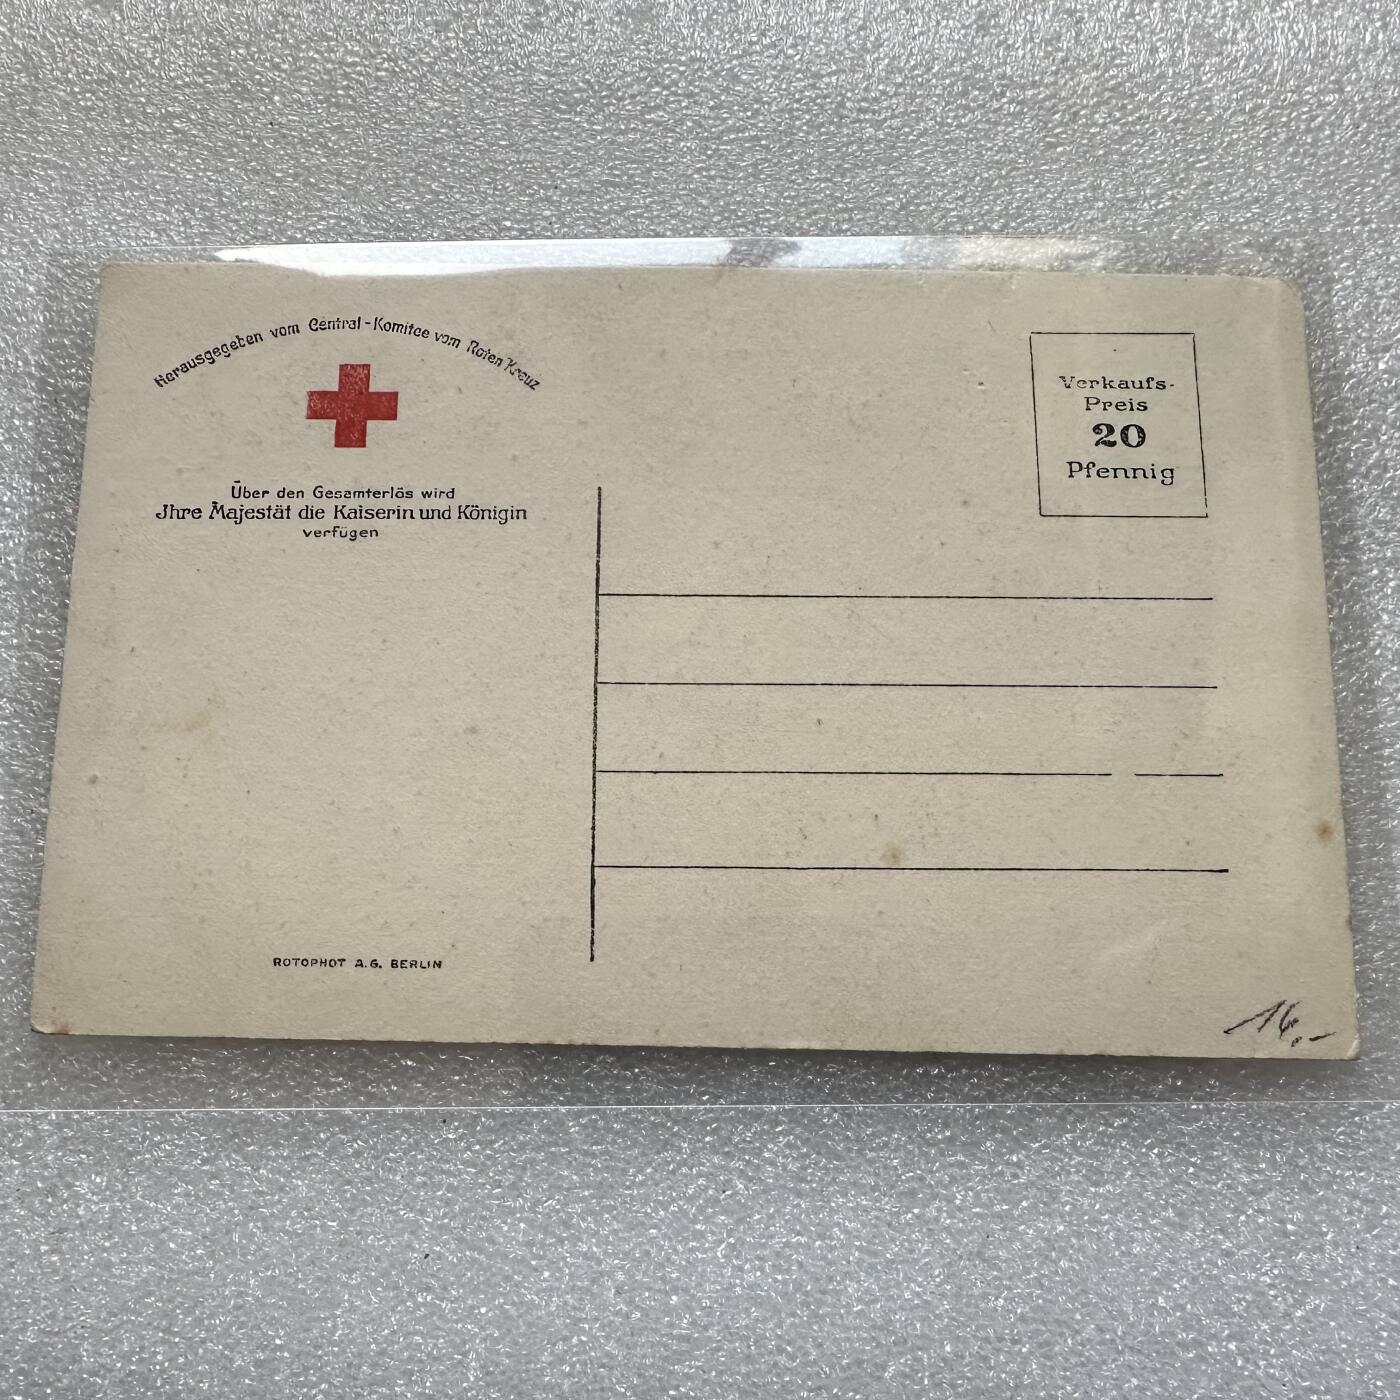 Herausgegeben vom Central-Komitee vom Roten Kreuz
Über den Gesamterlös wird
Jhre Majestät die Kaiserin und Königin
verfügen
Verkaufs-
Preis
20
Pfennig
ROTOPHOT A.G. BERLIN
16.-